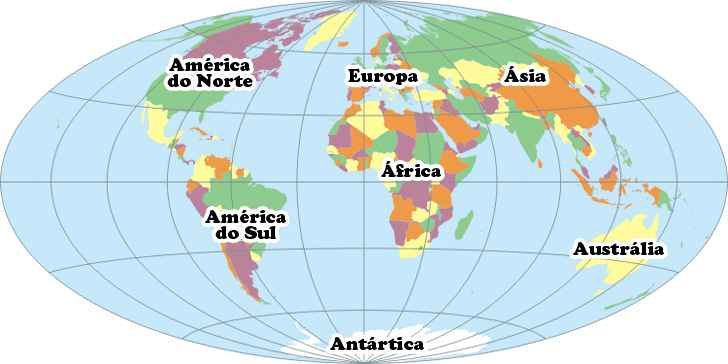 América
do Norte
Europa
Ásia
África
América
do Sul
Austrália
Antártica